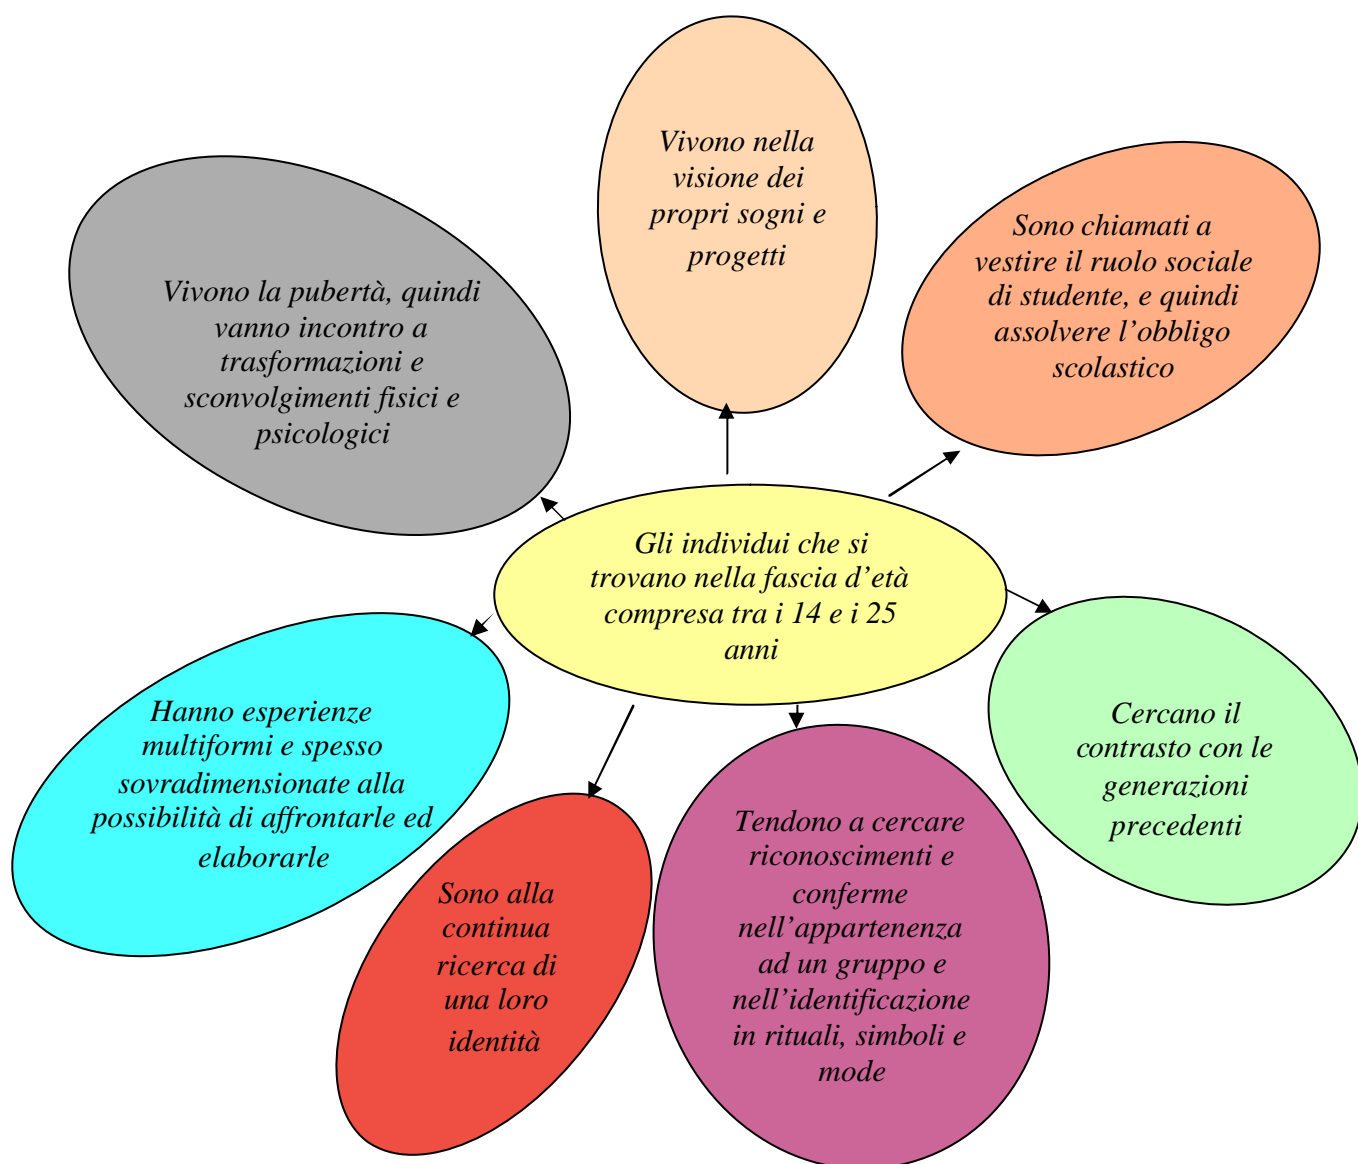 Vivono nella
visione dei
propri sogni e
progetti
Sono chiamati a
vestire il ruolo sociale
di studente, e quindi
assolvere l’obbligo
scolastico
Vivono la pubertà, quindi
vanno incontro a
trasformazioni e
sconvolgimenti fisici e
psicologici
Gli individui che si
trovano nella fascia d’età
compresa tra i 14 e i 25
anni
Hanno esperienze
multiformi e spesso
sovradimensionate alla
possibilità di affrontarle ed
elaborarle
Cercano il
contrasto con le
generazioni
precedenti
Sono alla
continua
ricerca di
una loro
identità
Tendono a cercare
riconoscimenti e
conferme
nell’appartenenza
ad un gruppo e
nell’identificazione
in rituali, simboli e
mode